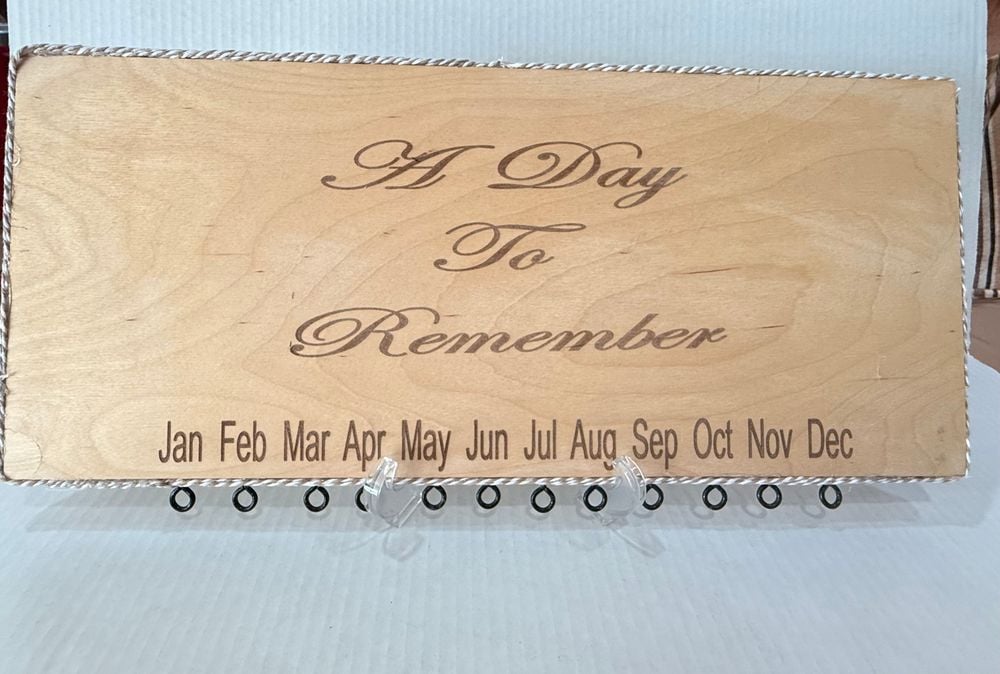 A Day
To
Remember
Jan Feb Mar Apr May Jun Jul Aug Sep Oct Nov Dec